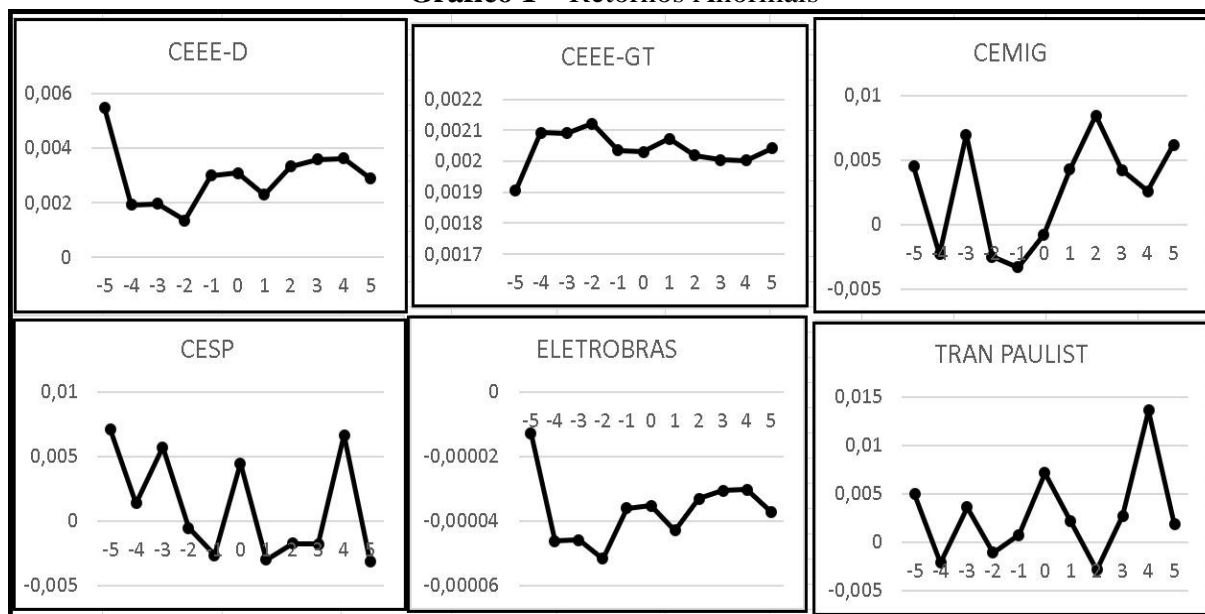 Gráfico 1 – Retornos Anormais
CEEE-D
0,006
0,004
0,002
0
-5 -4 -3 -2 -1 0 1 2 3 4 5
CEEE-GT
0,0022
0,0021
0,002
0,0019
0,0018
0,0017
-5 -4 -3 -2 -1 0 1 2 3 4 5
CEMIG
0,01
0,005
0
-5 -4 -3 -2 -1 0 1 2 3 4 5
-0,005
CESP
0,01
0,005
0
-5 -4 -3 -2 -1 0 1 2 3 4 5
-0,005
ELETROBRAS
0
-5 -4 -3 -2 -1 0 1 2 3 4 5
-0,00002
-0,00004
-0,00006
TRAN PAULIST
0,015
0,01
0,005
0
-5 -4 -3 -2 -1 0 1 2 3 4 5
-0,005